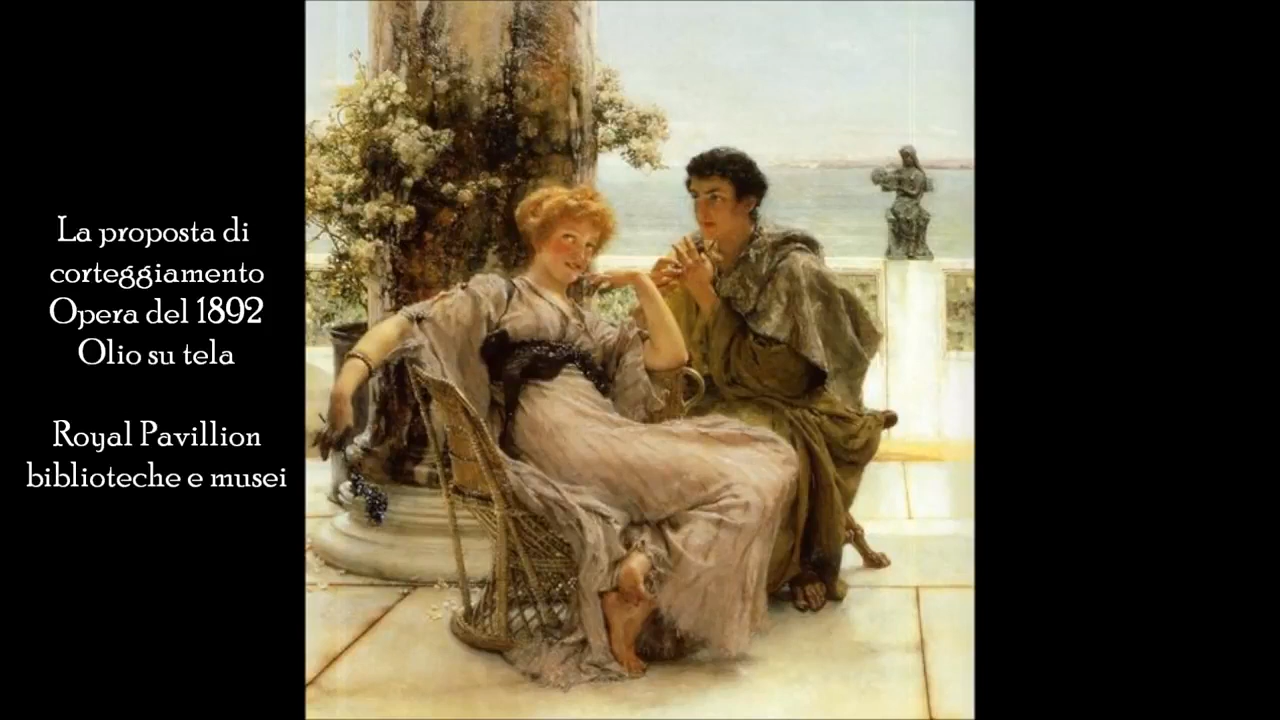 La proposta di
corteggiamento
Opera del 1892
Olio su tela
Royal Pavillion
biblioteche e musei